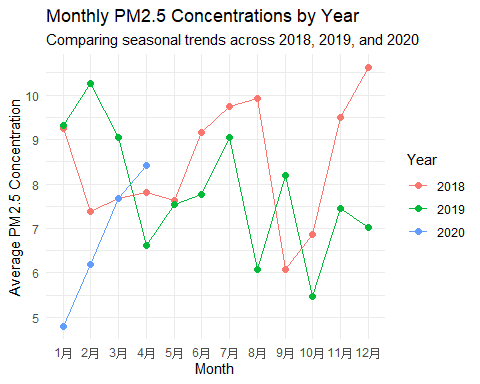 Monthly PM2.5 Concentrations by Year
Comparing seasonal trends across 2018, 2019, and 2020
Average PM2.5 Concentration
10
9
8
7
6
5
1月 2月 3月 4月 5月 6月 7月 8月 9月 10月 11月 12月
Month
Year
2018
2019
2020